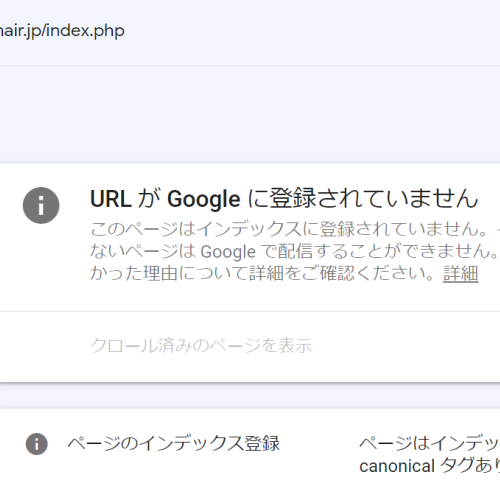 hair.jp/index.php
URL が Google に登録されていません
このページはインデックスに登録されていません。
ないページは Google で配信することができません。
かった理由について詳細をご確認ください。詳細
クロール済みのページを表示
ページのインデックス登録
ページはインデッ
canonical タグあり